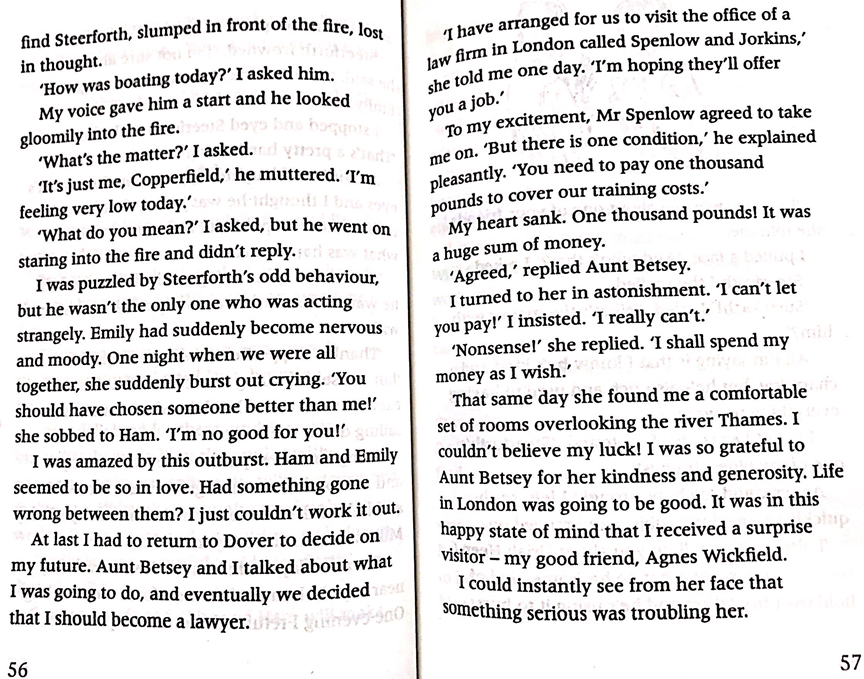 find Steerforth, slumped in front of the fire, lost
in thought.
‘How was boating today?’ I asked him.
My voice gave him a start and he looked
gloomily into the fire.
‘What’s the matter?’ I asked.
‘It’s just me, Copperfield,’ he muttered. ‘I’m
feeling very low today.’
‘What do you mean?’ I asked, but he went on
staring into the fire and didn’t reply.
I was puzzled by Steerforth’s odd behaviour,
but he wasn’t the only one who was acting
strangely. Emily had suddenly become nervous
and moody. One night when we were all
together, she suddenly burst out crying. ‘You
should have chosen someone better than me!’
she sobbed to Ham. ‘I’m no good for you!’
I was amazed by this outburst. Ham and Emily
seemed to be so in love. Had something gone
wrong between them? I just couldn’t work it out.
At last I had to return to Dover to decide on
my future. Aunt Betsey and I talked about what
I was going to do, and eventually we decided
that I should become a lawyer.
56
‘I have arranged for us to visit the office of a
law firm in London called Spenlow and Jorkins,’
she told me one day. ‘I’m hoping they’ll offer
you a job.’
To my excitement, Mr Spenlow agreed to take
me on. ‘But there is one condition,’ he explained
pleasantly. ‘You need to pay one thousand
pounds to cover our training costs.’
My heart sank. One thousand pounds! It was
a huge sum of money.
‘Agreed,’ replied Aunt Betsey.
I turned to her in astonishment. ‘I can’t let
you pay!’ I insisted. ‘I really can’t.’
‘Nonsense!’ she replied. ‘I shall spend my
money as I wish.’
That same day she found me a comfortable
set of rooms overlooking the river Thames. I
couldn’t believe my luck! I was so grateful to
Aunt Betsey for her kindness and generosity. Life
in London was going to be good. It was in this
happy state of mind that I received a surprise
visitor – my good friend, Agnes Wickfield.
I could instantly see from her face that
something serious was troubling her.
57